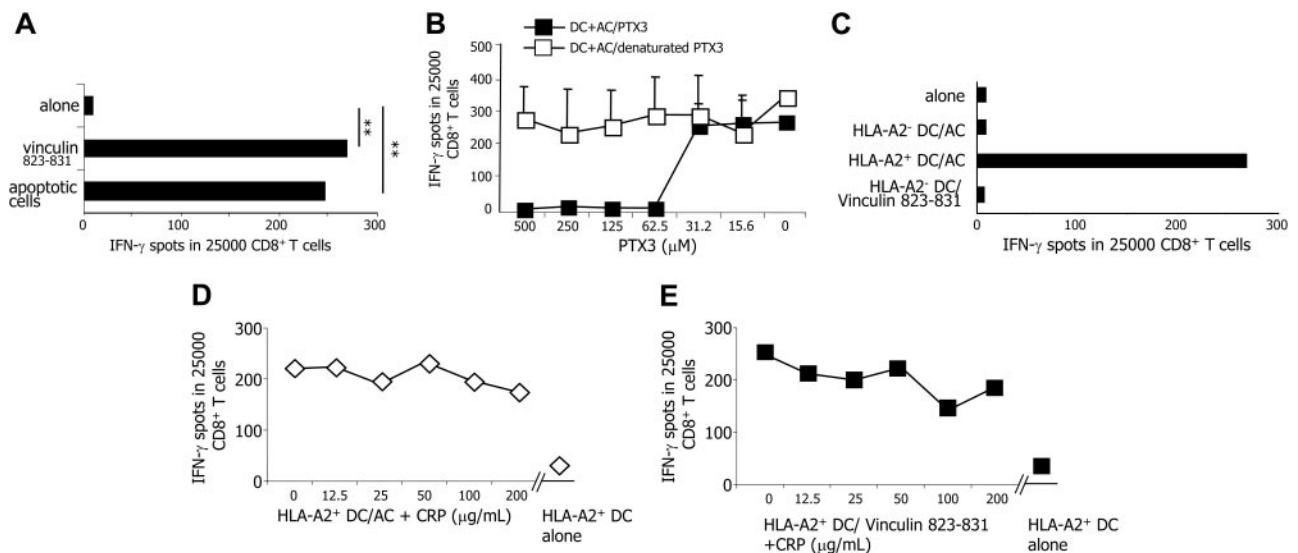 A
alone
vinculin
823-831
apoptotic
cells
**
**
0
100
200
300
IFN-γ spots in 25000 CD8⁺ T cells
B
DC+AC/PTX3
DC+AC/denaturated PTX3
IFN-γ spots in 25000
CD8⁺ T cells
500
400
300
200
100
0
500
250
125
62.5
31.2
15.6
0
PTX3 (μM)
C
alone
HLA-A2⁻ DC/AC
HLA-A2⁺ DC/AC
HLA-A2⁻ DC/
Vinculin 823-831
0
100
200
300
IFN-γ spots in 25000 CD8⁺ T cells
D
IFN-γ spots in 25000
CD8⁺ T cells
300
200
100
0
0
12.5
25
50
100
200
HLA-A2⁺ DC/AC + CRP (μg/mL)
HLA-A2⁺ DC
alone
E
IFN-γ spots in 25000
CD8⁺ T cells
300
200
100
0
0
12.5
25
50
100
200
HLA-A2⁺ DC/ Vinculin 823-831
+CRP (μg/mL)
HLA-A2⁺ DC
alone